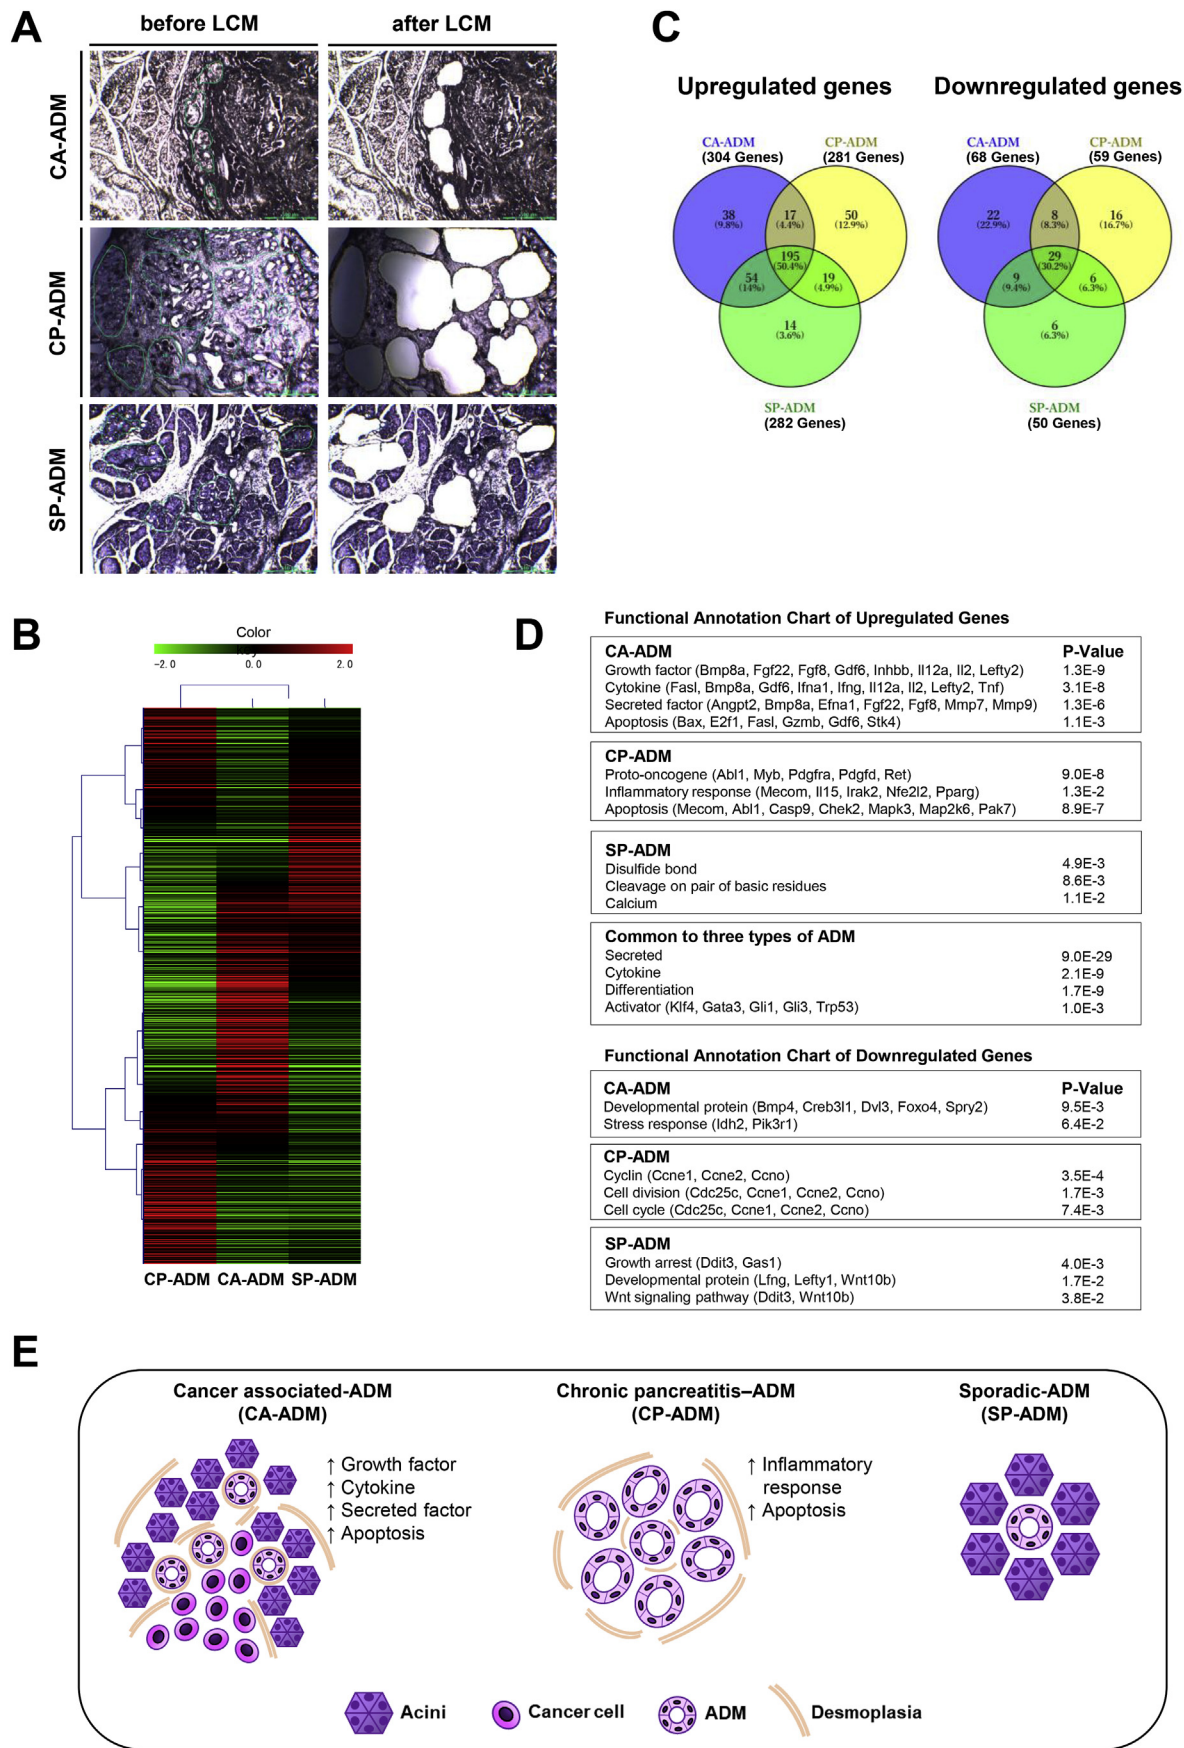 A
before LCM
after LCM
CA-ADM
CP-ADM
SP-ADM
C
Upregulated genes
Downregulated genes
CA-ADM
(304 Genes)
CP-ADM
(281 Genes)
38
(9.8%)
17
(4.4%)
50
(12.9%)
195
(50.4%)
54
(14%)
19
(4.9%)
14
(3.6%)
SP-ADM
(282 Genes)
CA-ADM
(68 Genes)
CP-ADM
(59 Genes)
22
(22.9%)
8
(8.3%)
16
(16.7%)
29
(30.2%)
9
(9.4%)
6
(6.3%)
6
(6.3%)
SP-ADM
(50 Genes)
B
Color
-2.0 0.0 2.0
CP-ADM CA-ADM SP-ADM
D
Functional Annotation Chart of Upregulated Genes
CA-ADM P-Value
Growth factor (Bmp8a, Fgf22, Fgf8, Gdf6, Inhbb, Il12a, Il2, Lefty2) 1.3E-9
Cytokine (Fasl, Bmp8a, Gdf6, Ifna1, Ifng, Il12a, Il2, Lefty2, Tnf) 3.1E-8
Secreted factor (Angpt2, Bmp8a, Efna1, Fgf22, Fgf8, Mmp7, Mmp9) 1.3E-6
Apoptosis (Bax, E2f1, Fasl, Gzmb, Gdf6, Stk4) 1.1E-3
CP-ADM
Proto-oncogene (Abl1, Myb, Pdgfra, Pdgfd, Ret) 9.0E-8
Inflammatory response (Mecom, Il15, Irak2, Nfe2l2, Pparg) 1.3E-2
Apoptosis (Mecom, Abl1, Casp9, Chek2, Mapk3, Map2k6, Pak7) 8.9E-7
SP-ADM
Disulfide bond 4.9E-3
Cleavage on pair of basic residues 8.6E-3
Calcium 1.1E-2
Common to three types of ADM
Secreted 9.0E-29
Cytokine 2.1E-9
Differentiation 1.7E-9
Activator (Klf4, Gata3, Gli1, Gli3, Trp53) 1.0E-3
Functional Annotation Chart of Downregulated Genes
CA-ADM P-Value
Developmental protein (Bmp4, Creb3l1, Dvl3, Foxo4, Spry2) 9.5E-3
Stress response (Idh2, Pik3r1) 6.4E-2
CP-ADM
Cyclin (Ccne1, Ccne2, Ccno) 3.5E-4
Cell division (Cdc25c, Ccne1, Ccne2, Ccno) 1.7E-3
Cell cycle (Cdc25c, Ccne1, Ccne2, Ccno) 7.4E-3
SP-ADM
Growth arrest (Ddit3, Gas1) 4.0E-3
Developmental protein (Lfng, Lefty1, Wnt10b) 1.7E-2
Wnt signaling pathway (Ddit3, Wnt10b) 3.8E-2
E
Cancer associated-ADM
(CA-ADM)
↑ Growth factor
↑ Cytokine
↑ Secreted factor
↑ Apoptosis
Chronic pancreatitis–ADM
(CP-ADM)
↑ Inflammatory
response
↑ Apoptosis
Sporadic-ADM
(SP-ADM)
Acini
Cancer cell
ADM
Desmoplasia